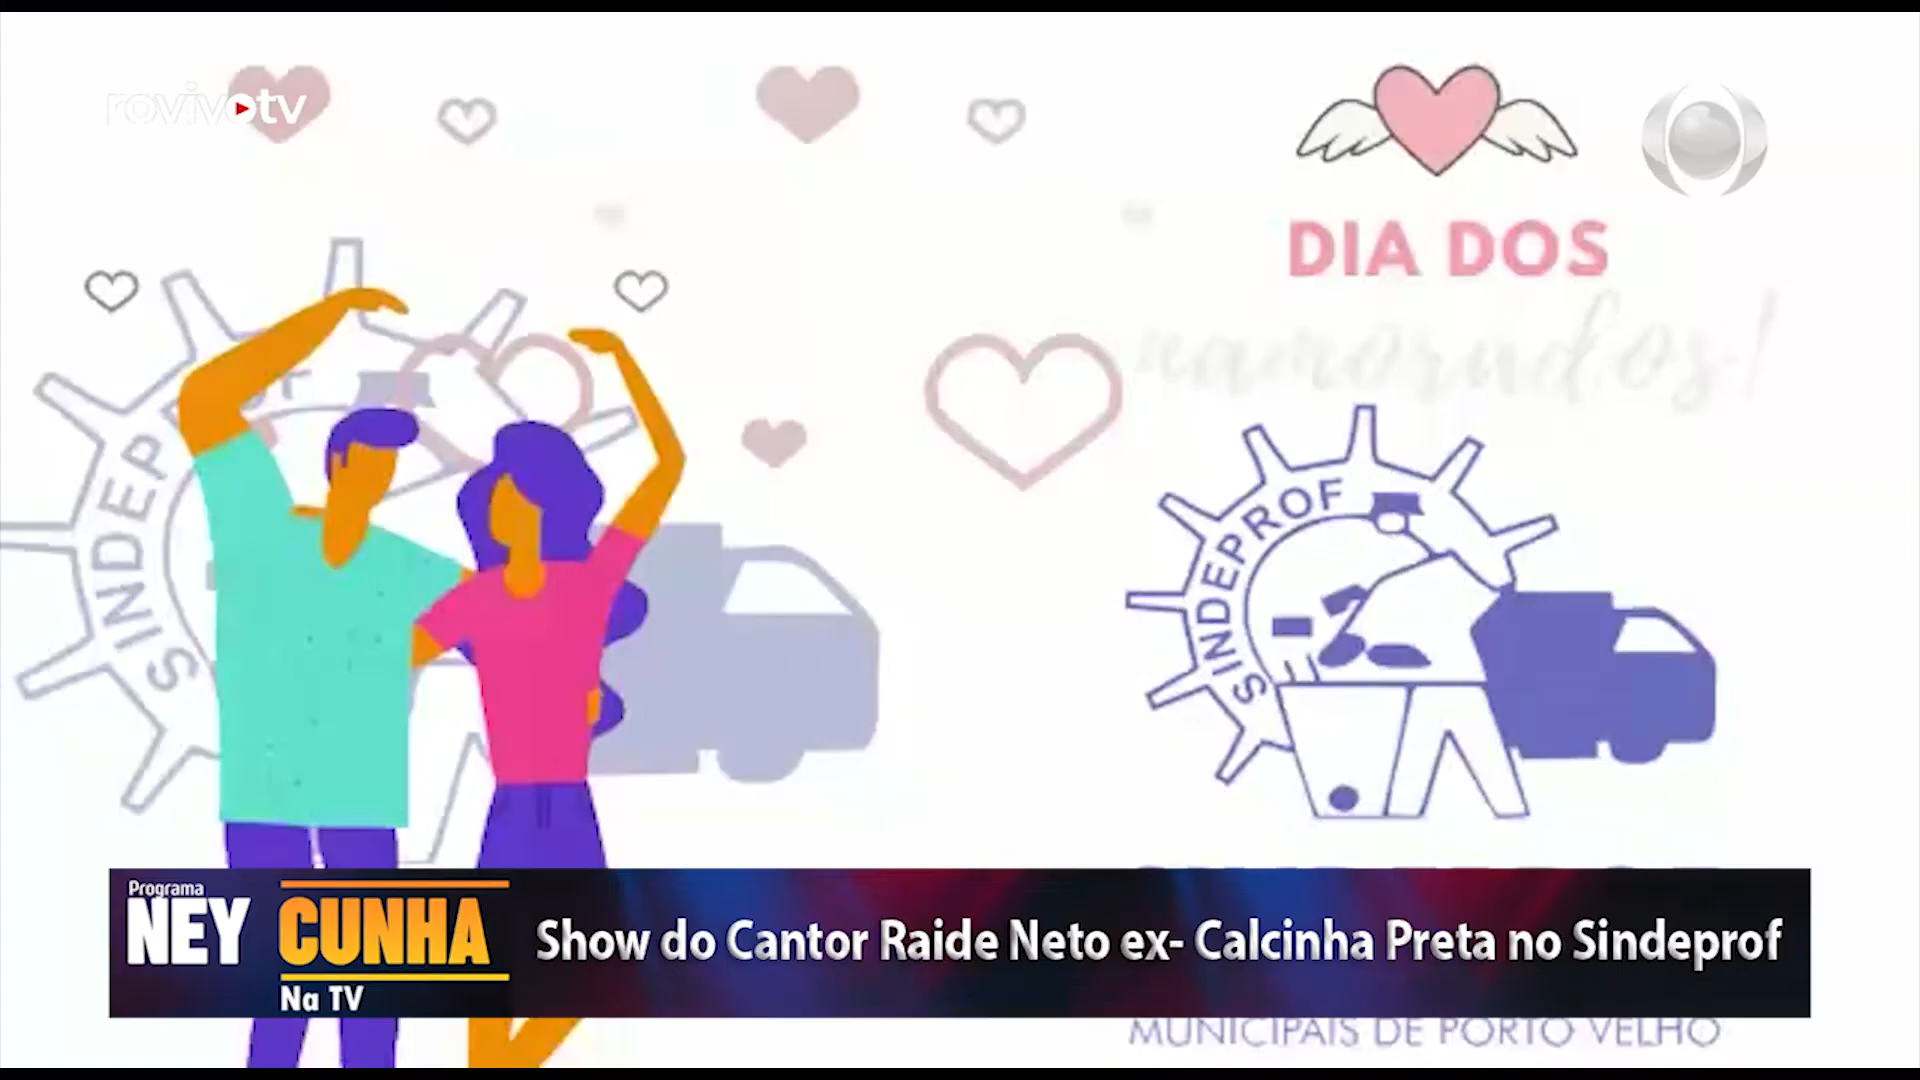 rovivotv
DIA DOS
namorados!
SINDEP
SINDEPROF
Programa
NEY CUNHA
Na TV
Show do Cantor Raide Neto ex- Calcinha Preta no Sindeprof
MUNICIPAIS DE PORTO VELHO